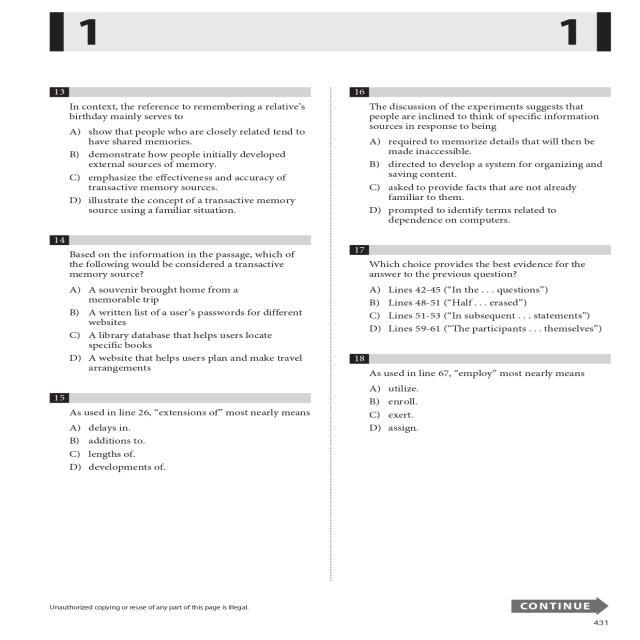 1
1
13
In context, the reference to remembering a relative's
birthday mainly serves to
A) show that people who are closely related tend to
have shared memories.
B) demonstrate how people initially developed
external sources of memory.
C) emphasize the effectiveness and accuracy of
transactive memory sources.
D) illustrate the concept of a transactive memory
source using a familiar situation.
14
Based on the information in the passage, which of
the following would be considered a transactive
memory source?
A) A souvenir brought home from a
memorable trip
B) A written list of a user's passwords for different
websites
C) A library database that helps users locate
specific books
D) A website that helps users plan and make travel
arrangements
15
As used in line 26, “extensions of” most nearly means
A) delays in.
B) additions to.
C) lengths of.
D) developments of.
16
The discussion of the experiments suggests that
people are inclined to think of specific information
sources in response to being
A) required to memorize details that will then be
made inaccessible.
B) directed to develop a system for organizing and
saving content.
C) asked to provide facts that are not already
familiar to them.
D) prompted to identify terms related to
dependence on computers.
17
Which choice provides the best evidence for the
answer to the previous question?
A) Lines 42-45 (“In the . . . questions”)
B) Lines 48-51 (“Half . . . erased”)
C) Lines 51-53 (“In subsequent . . . statements”)
D) Lines 59-61 (“The participants . . . themselves”)
18
As used in line 67, “employ” most nearly means
A) utilize.
B) enroll.
C) exert.
D) assign.
Unauthorized copying or reuse of any part of this page is illegal.
CONTINUE
431